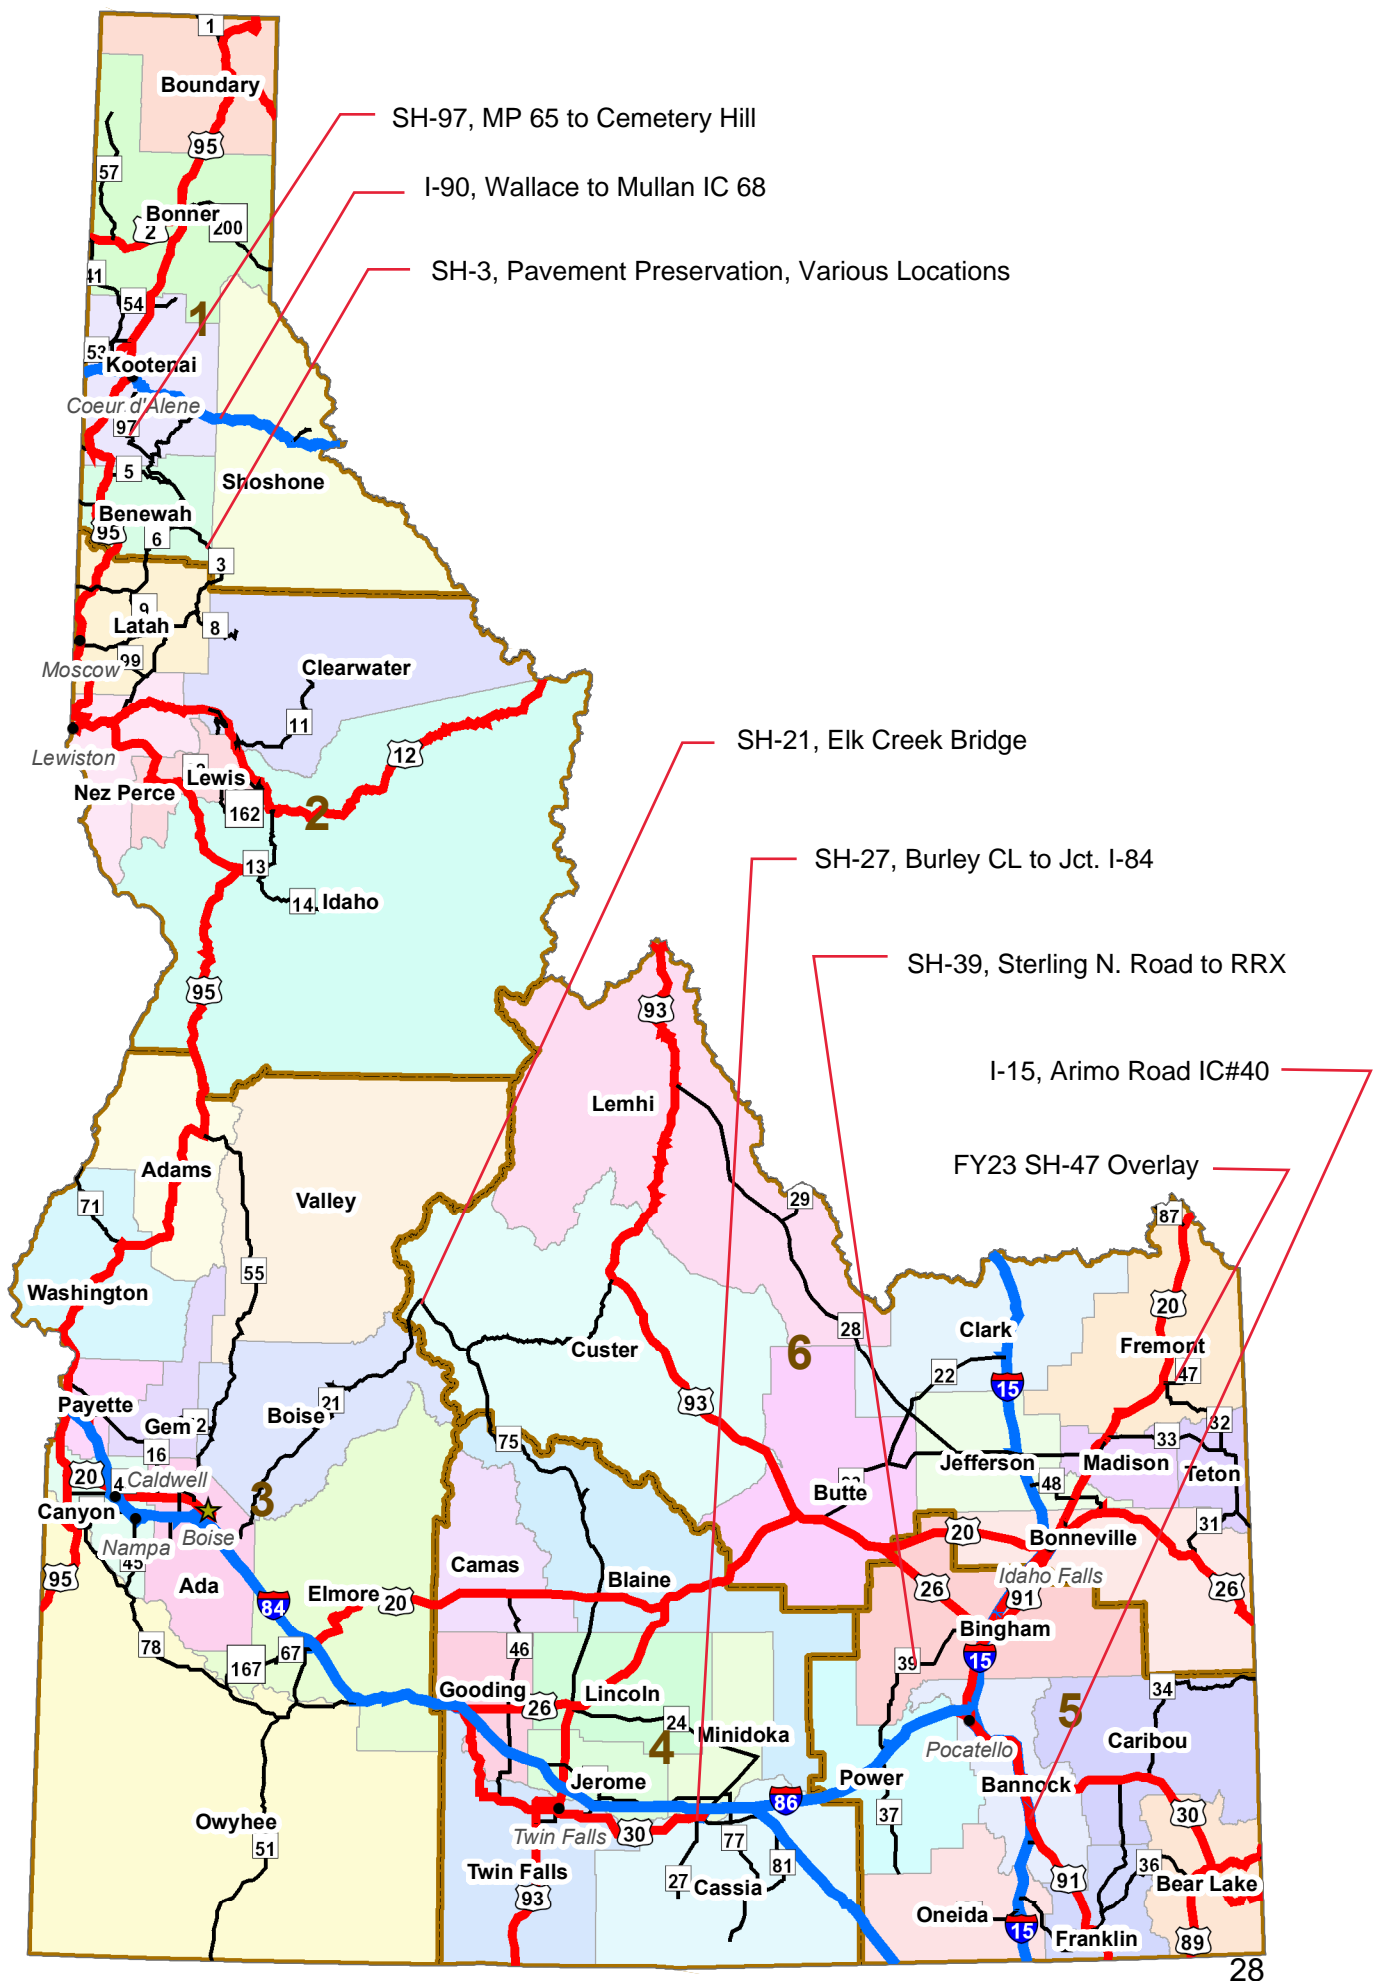 1
Boundary
SH-97, MP 65 to Cemetery Hill
95
57
I-90, Wallace to Mullan IC 68
Bonner
2
200
41
SH-3, Pavement Preservation, Various Locations
54
1
53
Kootenai
Coeur d'Alene
97
5
Shoshone
Benewah
95
6
3
9
Latah
8
Moscow
99
Clearwater
11
Lewiston
12
SH-21, Elk Creek Bridge
Lewis
Nez Perce
162
2
13
SH-27, Burley CL to Jct. I-84
14
Idaho
SH-39, Sterling N. Road to RRX
95
93
I-15, Arimo Road IC#40
Lemhi
FY23 SH-47 Overlay
Adams
71
Valley
29
87
55
Washington
20
28
Clark
Custer
6
Fremont
22
47
15
93
Payette
21
Boise
Gem
32
16
75
33
Jefferson
Madison
Teton
20
Caldwell
4
48
Butte
3
Canyon
31
20
Bonneville
Nampa
Boise
45
Camas
Idaho Falls
95
Ada
Blaine
26
91
26
Elmore
20
84
Bingham
78
46
67
167
39
15
Gooding
34
Lincoln
26
5
24
Minidoka
4
Pocatello
Caribou
Power
Jerome
Bannock
86
30
37
Owyhee
Twin Falls
30
51
77
36
81
Twin Falls
27
Cassia
91
Bear Lake
93
Oneida
15
Franklin
89
28